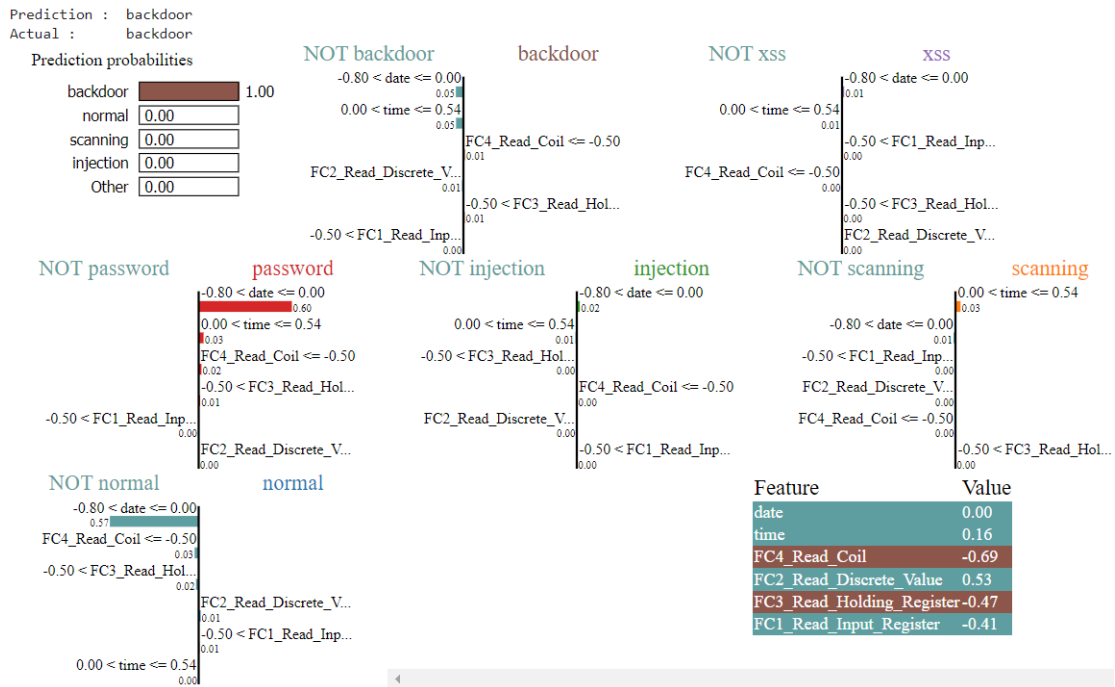 Prediction :  backdoor
Actual :      backdoor
Prediction probabilities
backdoor 1.00
normal 0.00
scanning 0.00
injection 0.00
Other 0.00
NOT backdoor backdoor
-0.80 < date <= 0.00
0.05
0.00 < time <= 0.54
0.05
FC4_Read_Coil <= -0.50
0.01
FC2_Read_Discrete_V...
0.01
-0.50 < FC3_Read_Hol...
0.01
-0.50 < FC1_Read_Inp...
0.00
NOT xss xss
-0.80 < date <= 0.00
0.01
0.00 < time <= 0.54
0.01
-0.50 < FC1_Read_Inp...
0.00
FC4_Read_Coil <= -0.50
0.00
-0.50 < FC3_Read_Hol...
0.00
FC2_Read_Discrete_V...
0.00
NOT password password
-0.80 < date <= 0.00
0.60
0.00 < time <= 0.54
0.03
FC4_Read_Coil <= -0.50
0.02
-0.50 < FC3_Read_Hol...
0.01
-0.50 < FC1_Read_Inp...
0.00
FC2_Read_Discrete_V...
0.00
NOT injection injection
-0.80 < date <= 0.00
0.02
0.00 < time <= 0.54
0.01
-0.50 < FC3_Read_Hol...
0.00
FC4_Read_Coil <= -0.50
0.00
FC2_Read_Discrete_V...
0.00
-0.50 < FC1_Read_Inp...
0.00
NOT scanning scanning
0.00 < time <= 0.54
0.03
-0.80 < date <= 0.00
0.01
-0.50 < FC1_Read_Inp...
0.00
FC2_Read_Discrete_V...
0.00
FC4_Read_Coil <= -0.50
0.00
-0.50 < FC3_Read_Hol...
0.00
NOT normal normal
-0.80 < date <= 0.00
0.57
FC4_Read_Coil <= -0.50
0.03
-0.50 < FC3_Read_Hol...
0.02
FC2_Read_Discrete_V...
0.01
-0.50 < FC1_Read_Inp...
0.01
0.00 < time <= 0.54
0.00
Feature Value
date 0.00
time 0.16
FC4_Read_Coil -0.69
FC2_Read_Discrete_Value 0.53
FC3_Read_Holding_Register -0.47
FC1_Read_Input_Register -0.41